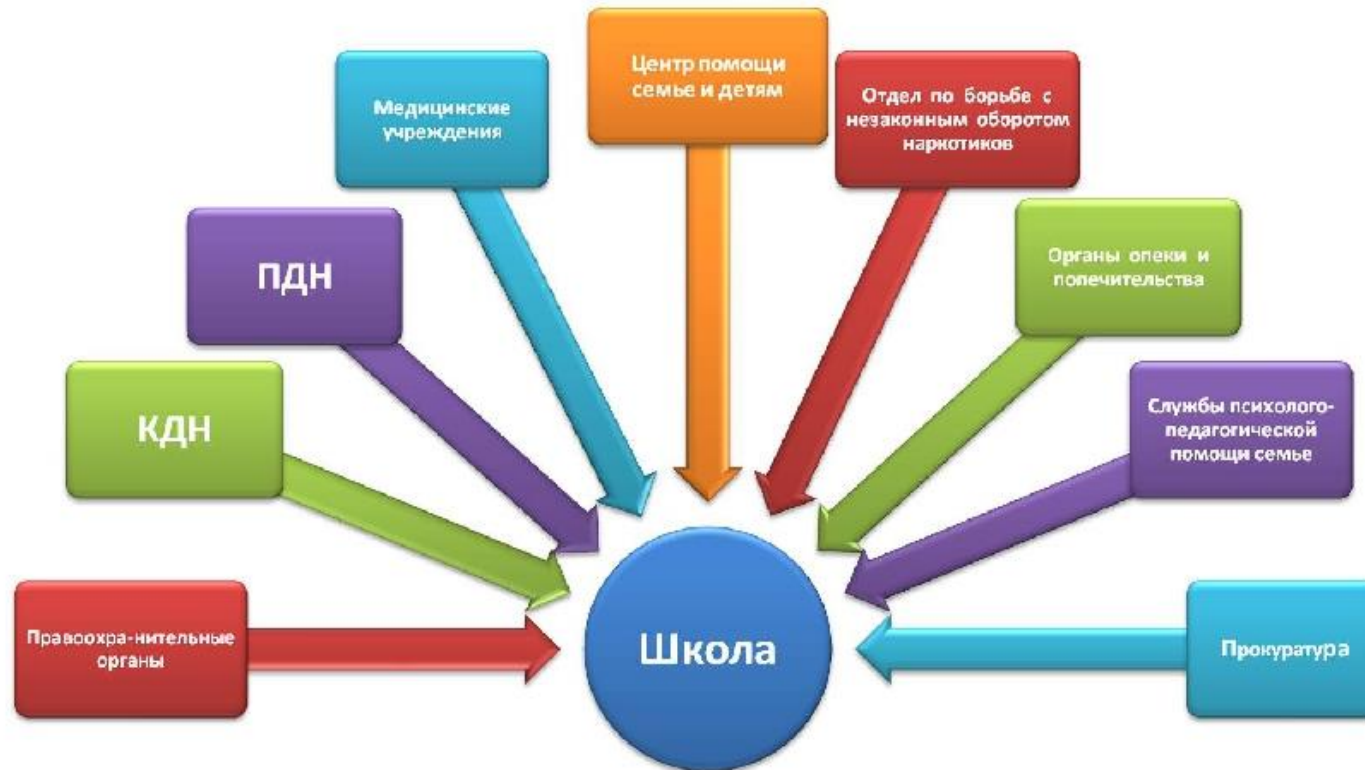 Центр помощи
семье и детям
Медицинские
учреждения
Отдел по борьбе с
незаконным оборотом
наркотиков
ПДН
Органы опеки и
попечительства
КДН
Службы психолого-
педагогической
помощи семье
Правоохра-нительные
органы
Школа
Прокуратура